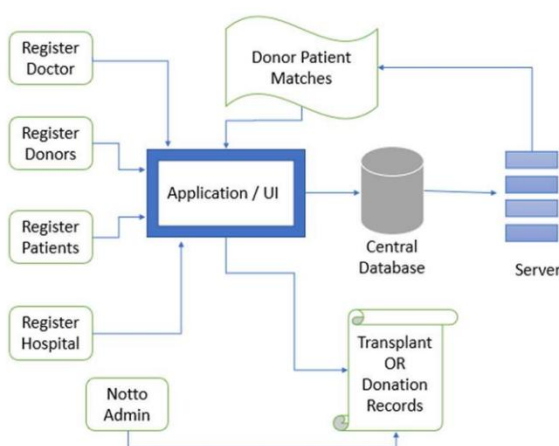 Register
Doctor
Donor Patient
Matches
Register
Donors
Application / UI
Register
Patients
Central
Database
Server
Register
Hospital
Transplant
OR
Donation
Records
Notto
Admin